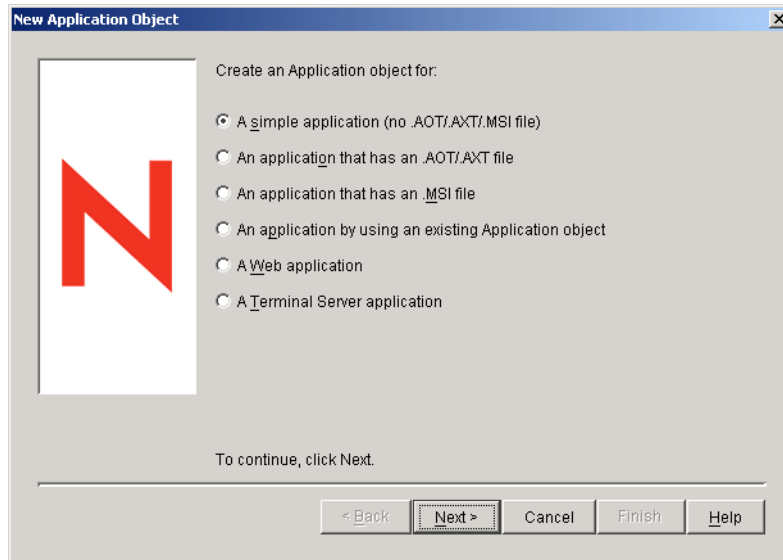 New Application Object
Create an Application object for:
A simple application (no .AOT/.AXT/.MSI file)
An application that has an .AOT/.AXT file
An application that has an .MSI file
An application by using an existing Application object
A Web application
A Terminal Server application
To continue, click Next.
< Back Next > Cancel Finish Help